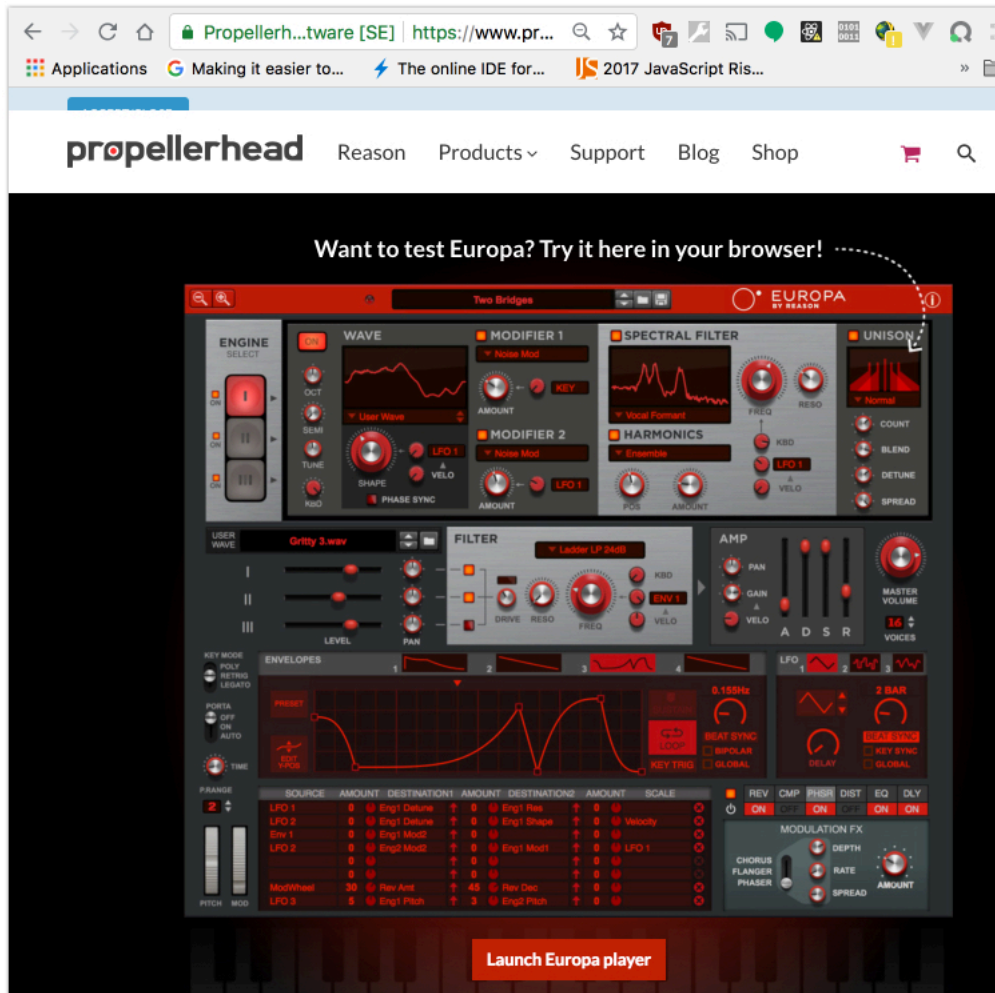 Propellerh...tware [SE] https://www.pr...
7
0101
0011
Applications Making it easier to... The online IDE for... JS 2017 JavaScript Ris... »
propellerhead Reason Products Support Blog Shop
Want to test Europa? Try it here in your browser!
Two Bridges EUROPA
BY REASON
ENGINE
SELECT
ON
I
ON
II
ON
III
ON
OCT
SEMI
TUNE
KBD
WAVE
User Wave
SHAPE
LFO 1
VELO
PHASE SYNC
MODIFIER 1
Noise Mod
AMOUNT
KEY
MODIFIER 2
Noise Mod
AMOUNT
LFO 1
SPECTRAL FILTER
Vocal Formant
FREQ
RESO
KBD
LFO 1
VELO
HARMONICS
Ensemble
POS AMOUNT
UNISON
Normal
COUNT
BLEND
DETUNE
SPREAD
USER
WAVE
Gritty 3.wav
I
II
III
LEVEL PAN
FILTER
Ladder LP 24dB
DRIVE RESO FREQ
KBD
ENV 1
VELO
AMP
PAN
GAIN
VELO
A D S R
MASTER
VOLUME
16
VOICES
KEY MODE
POLY
RETRIG
LEGATO
PORTA
OFF
ON
AUTO
TIME
P.RANGE
2
PITCH MOD
ENVELOPES 1 2 3 4
PRESET
EDIT
Y-POS
LOOP
KEY TRIG
0.155Hz
BEAT SYNC
BIPOLAR
GLOBAL
LFO 1 2 3
DELAY
2 BAR
BEAT SYNC
KEY SYNC
GLOBAL
SOURCE AMOUNT DESTINATION1 AMOUNT DESTINATION2 AMOUNT SCALE
LFO 1 0 Eng1 Detune 0 Eng1 Res 0
LFO 2 0 Eng1 Detune 0 Eng1 Shape 0 Velocity
Env 1 0 Eng1 Mod2 0 0
LFO 2 0 Eng2 Mod2 0 Eng1 Mod1 0 LFO 1
0 0 0
0 0 0
ModWheel 30 Rev Amt 45 Rev Dec 0
LFO 3 5 Eng1 Pitch 3 Eng2 Pitch 0
REV CMP PHSR DIST EQ DLY
ON OFF ON OFF ON ON
MODULATION FX
CHORUS
FLANGER
PHASER
DEPTH
RATE
SPREAD
AMOUNT
Launch Europa player